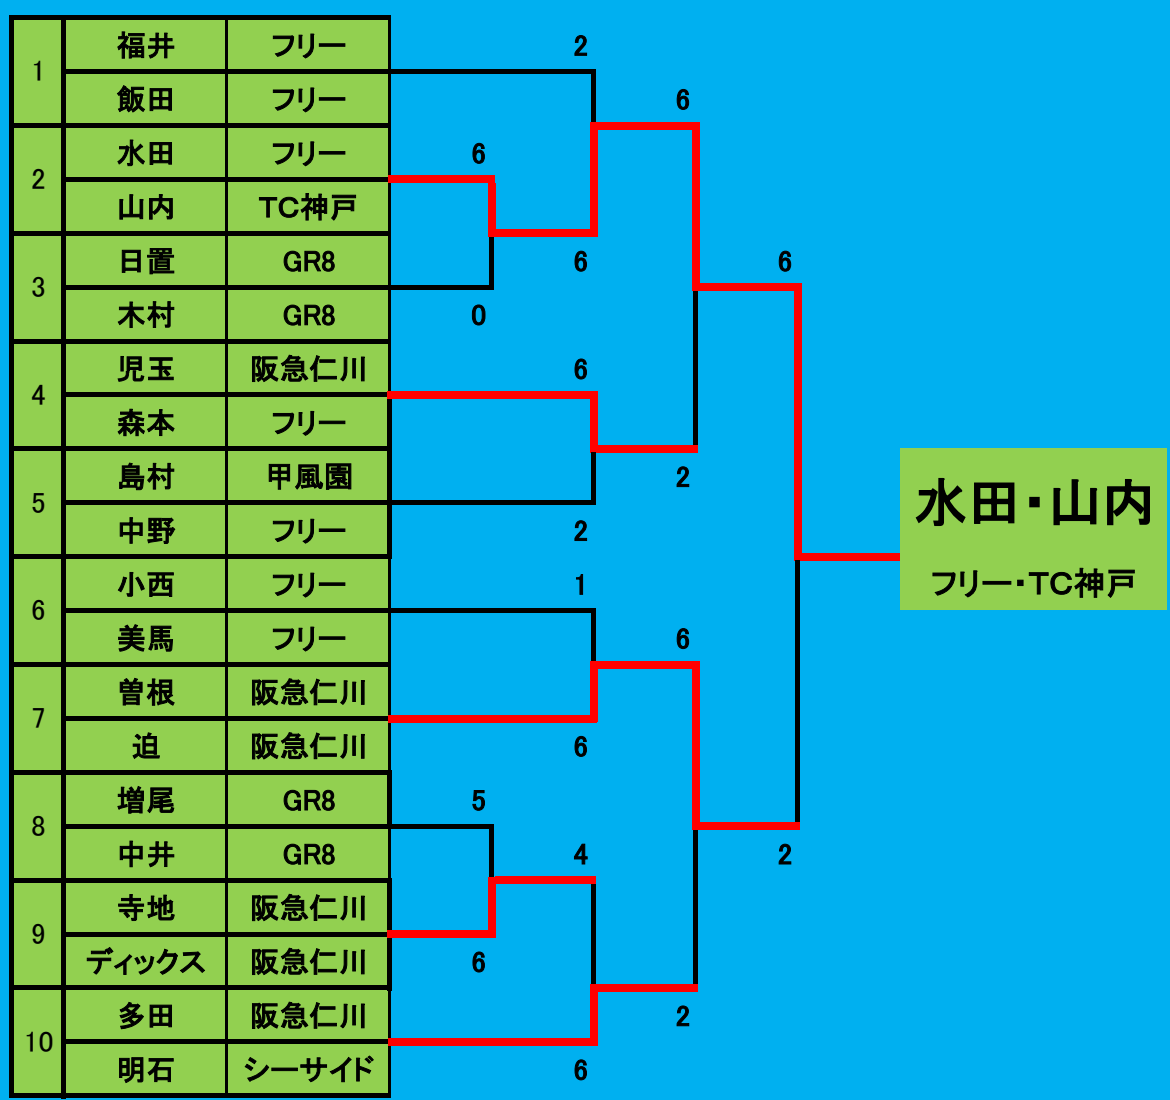 1 福井 フリー
飯田 フリー
2 水田 フリー
山内 TC神戸
3 日置 GR8
木村 GR8
4 児玉 阪急仁川
森本 フリー
5 島村 甲風園
中野 フリー
6 小西 フリー
美馬 フリー
7 曽根 阪急仁川
迫 阪急仁川
8 増尾 GR8
中井 GR8
9 寺地 阪急仁川
ディックス 阪急仁川
10 多田 阪急仁川
明石 シーサイド
6
0
5
6
2
6
6
2
1
6
4
6
6
2
6
2
6
2
水田・山内
フリー・TC神戸